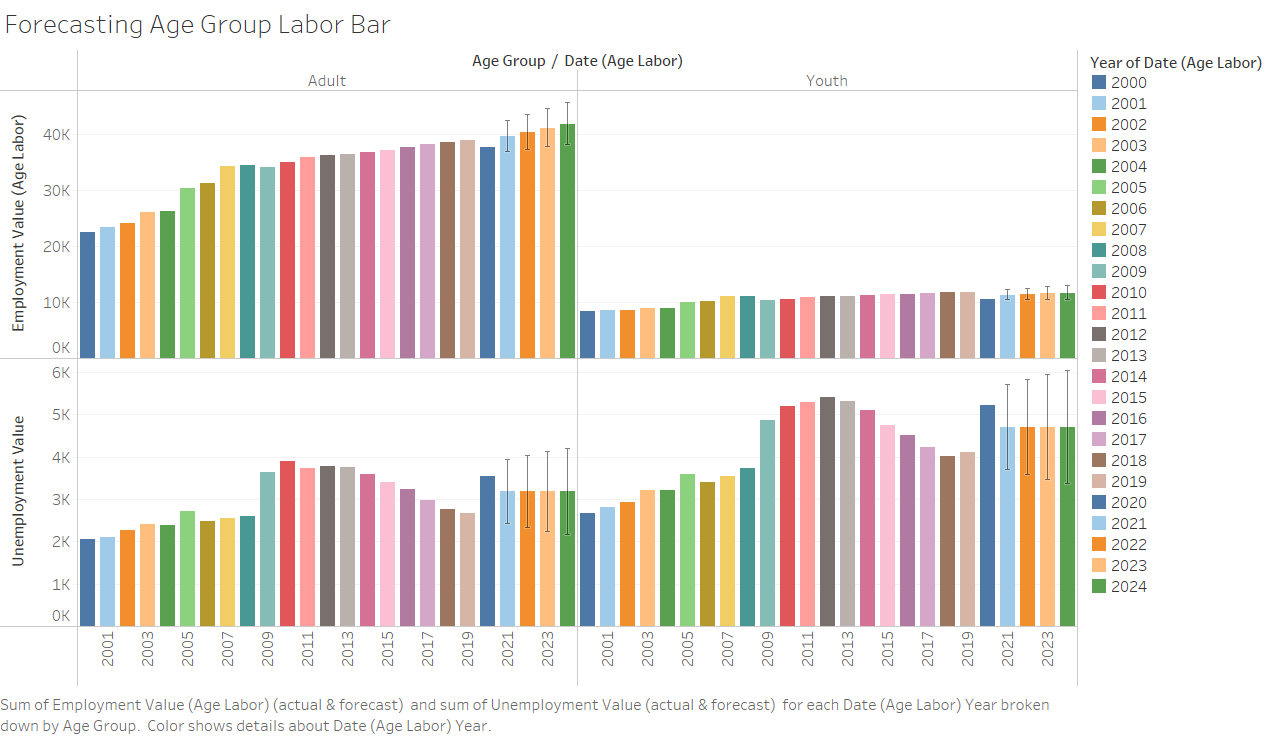 Forecasting Age Group Labor Bar
Age Group / Date (Age Labor)
Adult
Youth
Employment Value (Age Labor)
40K
30K
20K
10K
0K
Unemployment Value
6K
5K
4K
3K
2K
1K
0K
2001
2003
2005
2007
2009
2011
2013
2015
2017
2019
2021
2023
2001
2003
2005
2007
2009
2011
2013
2015
2017
2019
2021
2023
Year of Date (Age Labor)
2000
2001
2002
2003
2004
2005
2006
2007
2008
2009
2010
2011
2012
2013
2014
2015
2016
2017
2018
2019
2020
2021
2022
2023
2024
Sum of Employment Value (Age Labor) (actual & forecast) and sum of Unemployment Value (actual & forecast) for each Date (Age Labor) Year broken
down by Age Group. Color shows details about Date (Age Labor) Year.